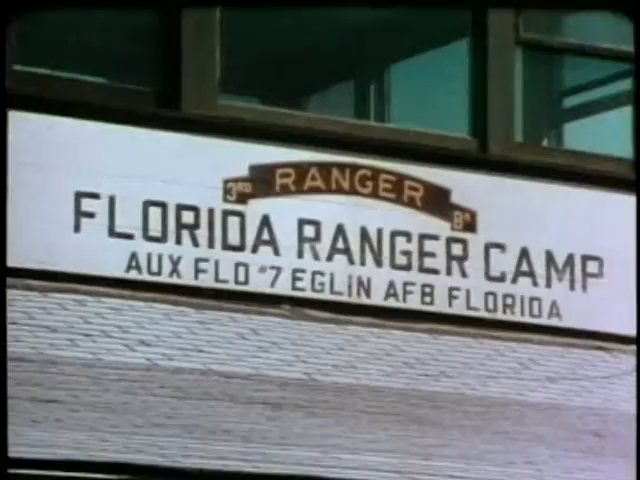 3RD RANGER Bn
FLORIDA RANGER CAMP
AUX FLD #7 EGLIN AFB FLORIDA